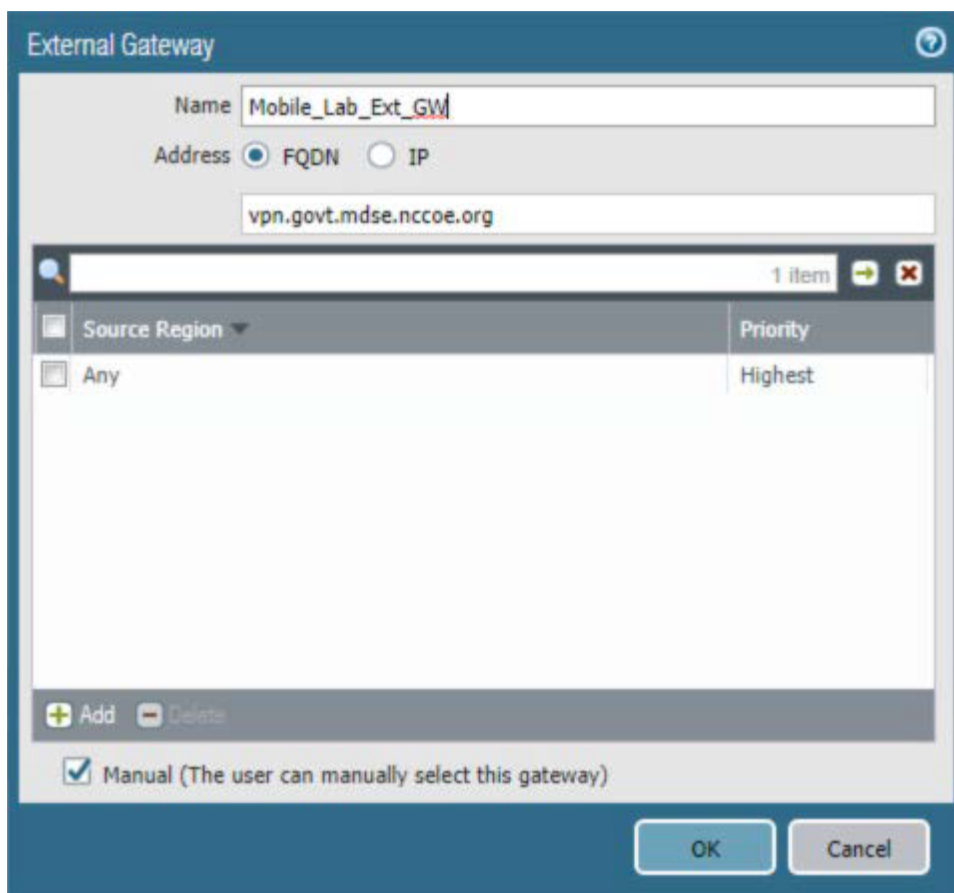 External Gateway
Name Mobile_Lab_Ext_GW
Address FQDN IP
vpn.govt.mdse.nccoe.org
1 item
Source Region Priority
Any Highest
Add Delete
Manual (The user can manually select this gateway)
OK Cancel